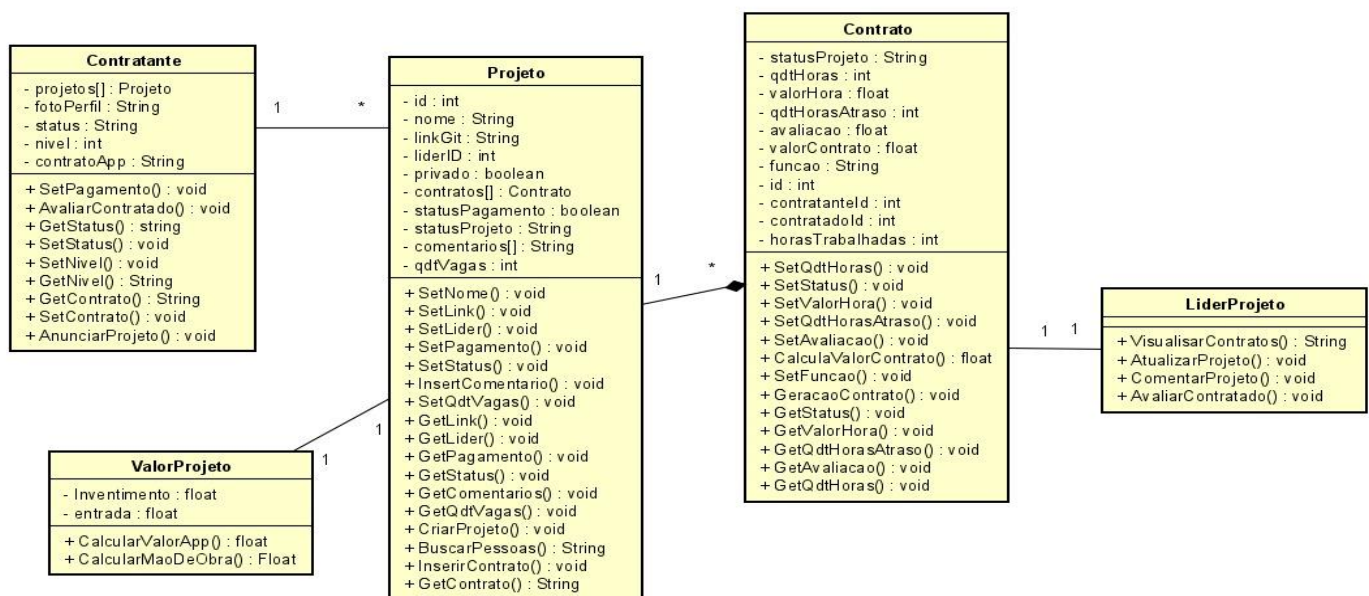 Contratante
- projetos[] : Projeto
- fotoPerfil : String
- status : String
- nivel : int
- contratoApp : String
+ SetPagamento() : void
+ AvaliarContratado() : void
+ GetStatus() : string
+ SetStatus() : void
+ SetNivel() : void
+ GetNivel() : String
+ GetContrato() : String
+ SetContrato() : void
+ AnunciarProjeto() : void
1
*
Projeto
- id : int
- nome : String
- linkGit : String
- liderID : int
- privado : boolean
- contratos[] : Contrato
- statusPagamento : boolean
- statusProjeto : String
- comentarios[] : String
- qdtVagas : int
+ SetNome() : void
+ SetLink() : void
+ SetLider() : void
+ SetPagamento() : void
+ SetStatus() : void
+ InsertComentario() : void
+ SetQdtVagas() : void
+ GetLink() : void
+ GetLider() : void
+ GetPagamento() : void
+ GetStatus() : void
+ GetComentarios() : void
+ GetQdtVagas() : void
+ CriarProjeto() : void
+ BuscarPessoas() : String
+ InserirContrato() : void
+ GetContrato() : String
1
1
ValorProjeto
- Inventimento : float
- entrada : float
+ CalcularValorApp() : float
+ CalcularMaoDeObra() : Float
1
*
Contrato
- statusProjeto : String
- qdtHoras : int
- valorHora : float
- qdtHorasAtraso : int
- avaliacao : float
- valorContrato : float
- funcao : String
- id : int
- contratanteId : int
- contratadoId : int
- horasTrabalhadas : int
+ SetQdtHoras() : void
+ SetStatus() : void
+ SetValorHora() : void
+ SetQdtHorasAtraso() : void
+ SetAvaliacao() : void
+ CalculaValorContrato() : float
+ SetFuncao() : void
+ GeracaoContrato() : void
+ GetStatus() : void
+ GetValorHora() : void
+ GetQdtHorasAtraso() : void
+ GetAvaliacao() : void
+ GetQdtHoras() : void
1
1
LiderProjeto
+ VisualisarContratos() : String
+ AtualizarProjeto() : void
+ ComentarProjeto() : void
+ AvaliarContratado() : void